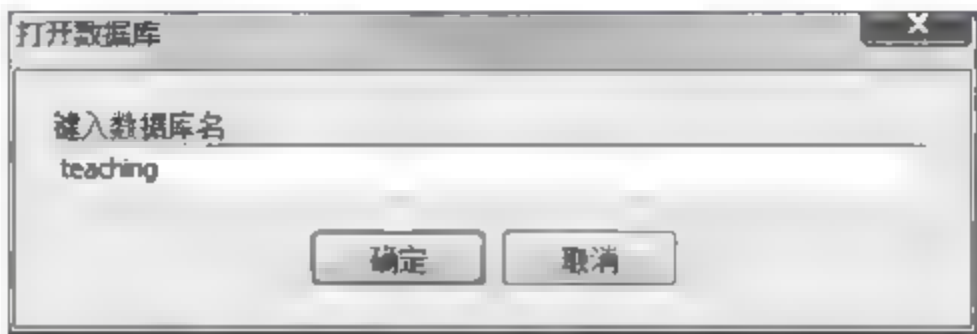 打开数据库
键入数据库名
teaching
确定
取消